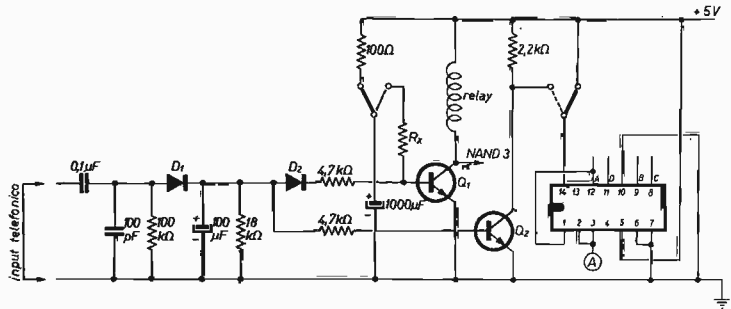 +5V
100Ω
2,2kΩ
relay
Rx
0,1μF
D1
D2
4,7kΩ
NAND 3
Q1
input telefonico
100 pF
100 kΩ
+
100 μF
-
18 kΩ
4,7kΩ
+
1000μF
-
Q2
A D B C
14 13 12 11 10 9 8
1 2 3 4 5 6 7
A